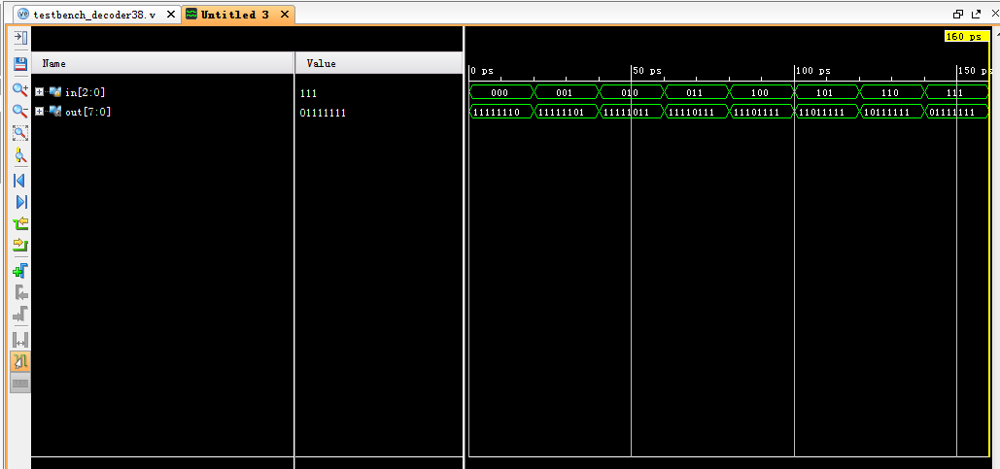 testbench_decoder38.v Untitled 3
160 ps
Name Value
0 ps 50 ps 100 ps 150 ps
in[2:0] 111 000 001 010 011 100 101 110 111
out[7:0] 01111111 11111110 11111101 11111011 11110111 11101111 11011111 10111111 01111111